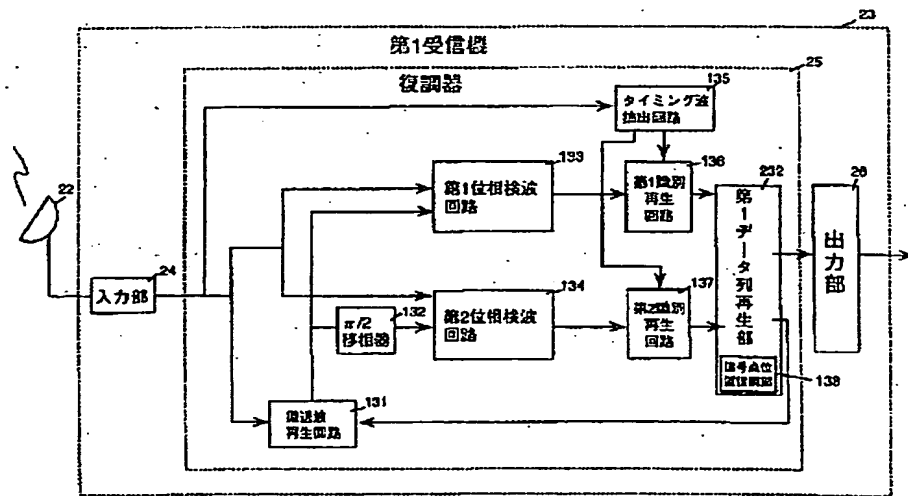 23
第1受信機
25
復調器
135
タイミング波
抽出回路
133
第1位相検波
回路
136
第1識別
再生
回路
232
第1データ列再生部
26
出力部
22
24
入力部
134
第2位相検波
回路
137
第2識別
再生
回路
132
π/2
移相器
131
搬送波
再生回路
138
信号点位